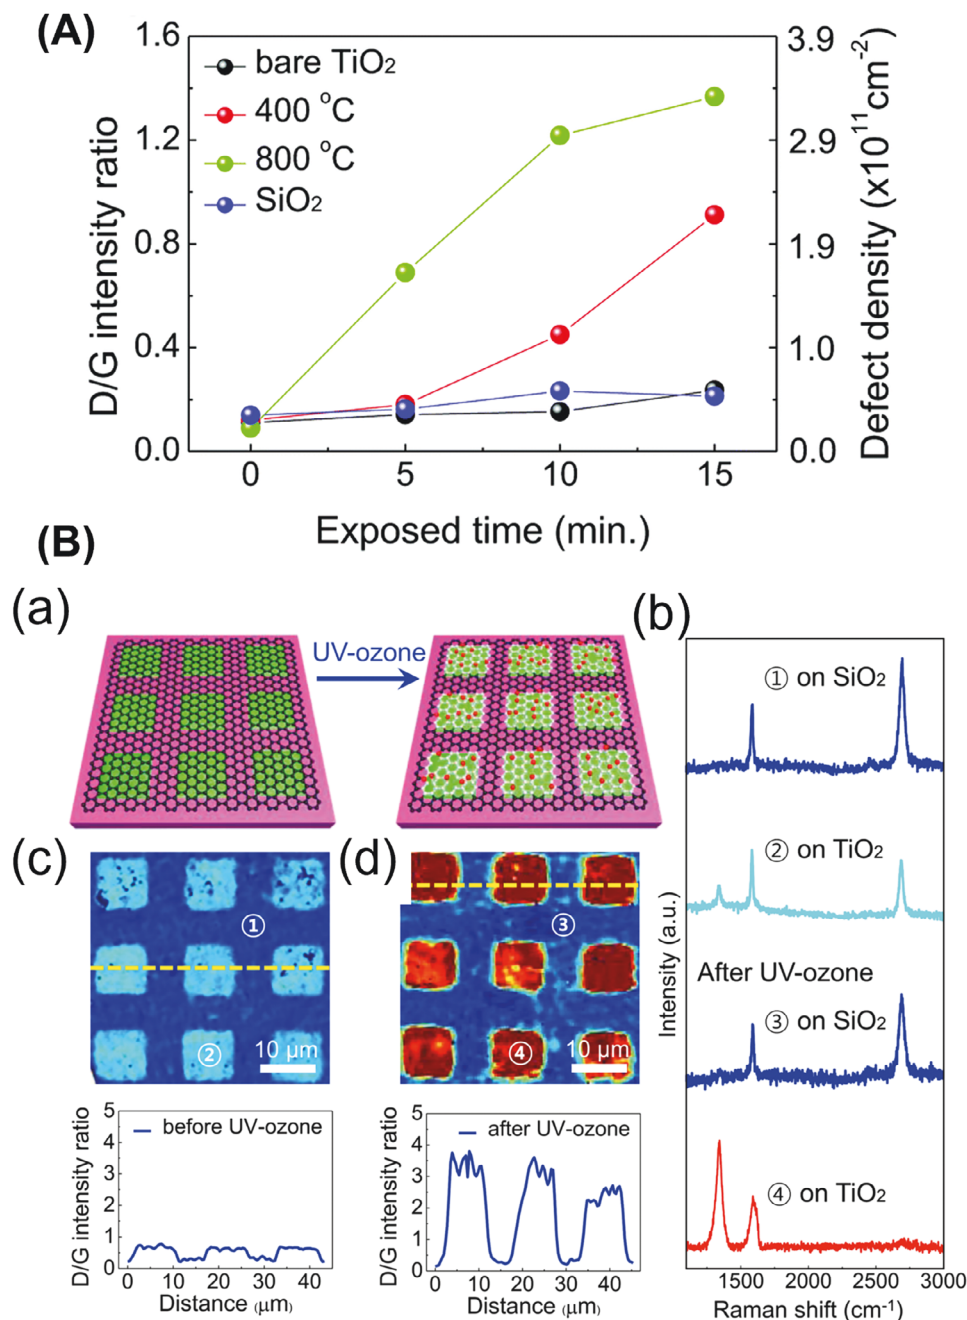 (A)
1.6
1.2
0.8
0.4
0.0
D/G intensity ratio
bare TiO₂
400 °C
800 °C
SiO₂
3.9
2.9
1.9
1.0
0.0
Defect density (x10¹¹cm⁻²)
0 5 10 15
Exposed time (min.)
(B)
(a)
UV-ozone
(b)
① on SiO₂
② on TiO₂
After UV-ozone
③ on SiO₂
④ on TiO₂
Intensity (a.u.)
1500 2000 2500 3000
Raman shift (cm⁻¹)
(c)
①
②
10 µm
(d)
③
④
10 µm
5
4
3
2
1
0
D/G intensity ratio
before UV-ozone
0 10 20 30 40
Distance (µm)
5
4
3
2
1
0
D/G intensity ratio
after UV-ozone
0 10 20 30 40
Distance (µm)